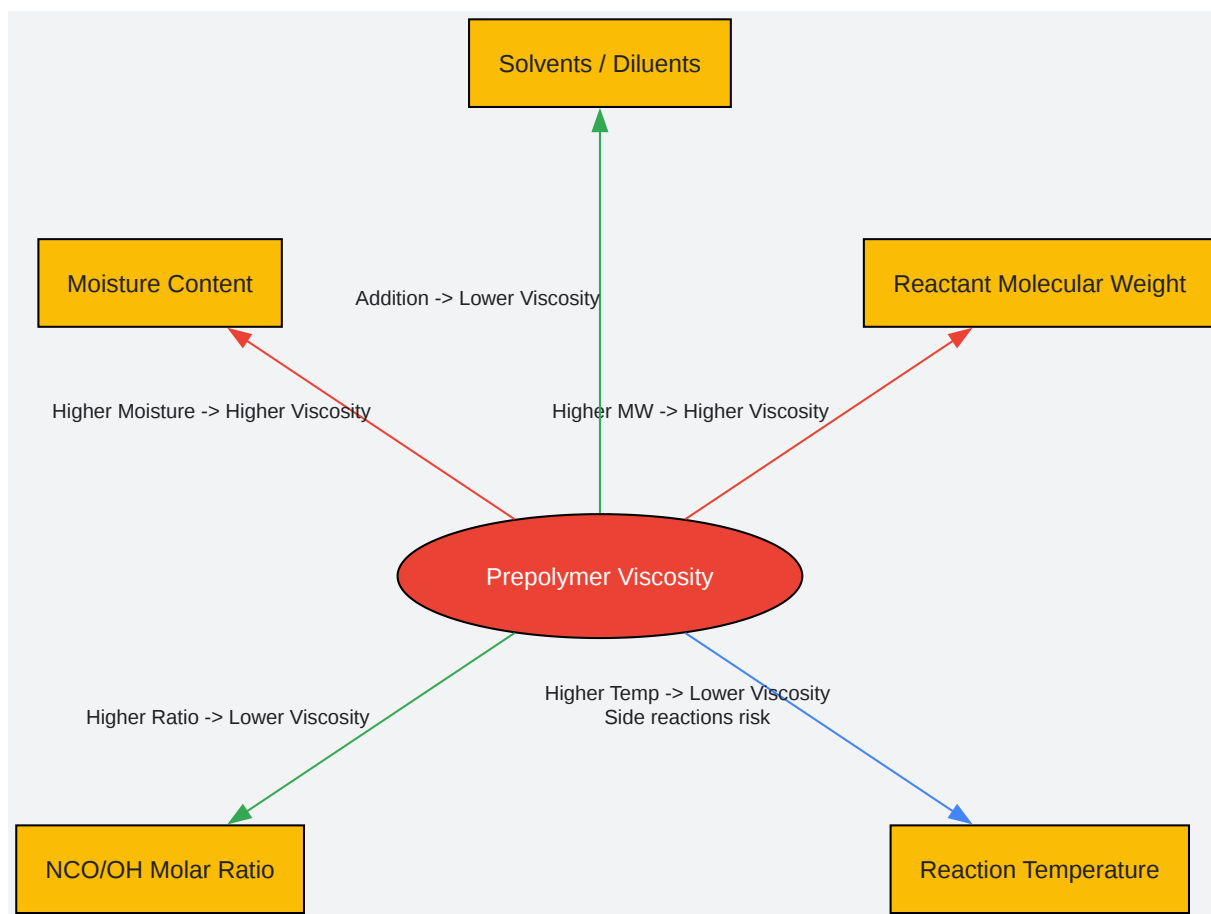 Solvents / Diluents
Moisture Content
Reactant Molecular Weight
Addition -> Lower Viscosity
Higher Moisture -> Higher Viscosity
Higher MW -> Higher Viscosity
Prepolymer Viscosity
Higher Ratio -> Lower Viscosity
Higher Temp -> Lower Viscosity
Side reactions risk
NCO/OH Molar Ratio
Reaction Temperature